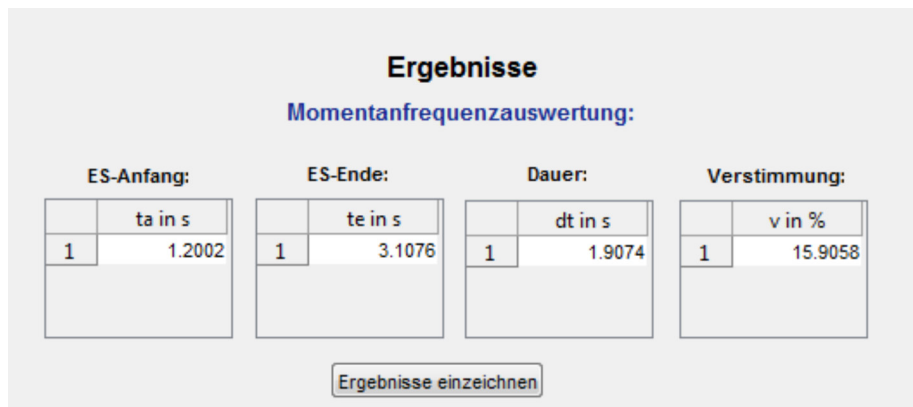 Ergebnisse
Momentanfrequenzauswertung:
ES-Anfang: ES-Ende: Dauer: Verstimmung:
ta in s te in s dt in s v in %
1 1.2002 1 3.1076 1 1.9074 1 15.9058
Ergebnisse einzeichnen